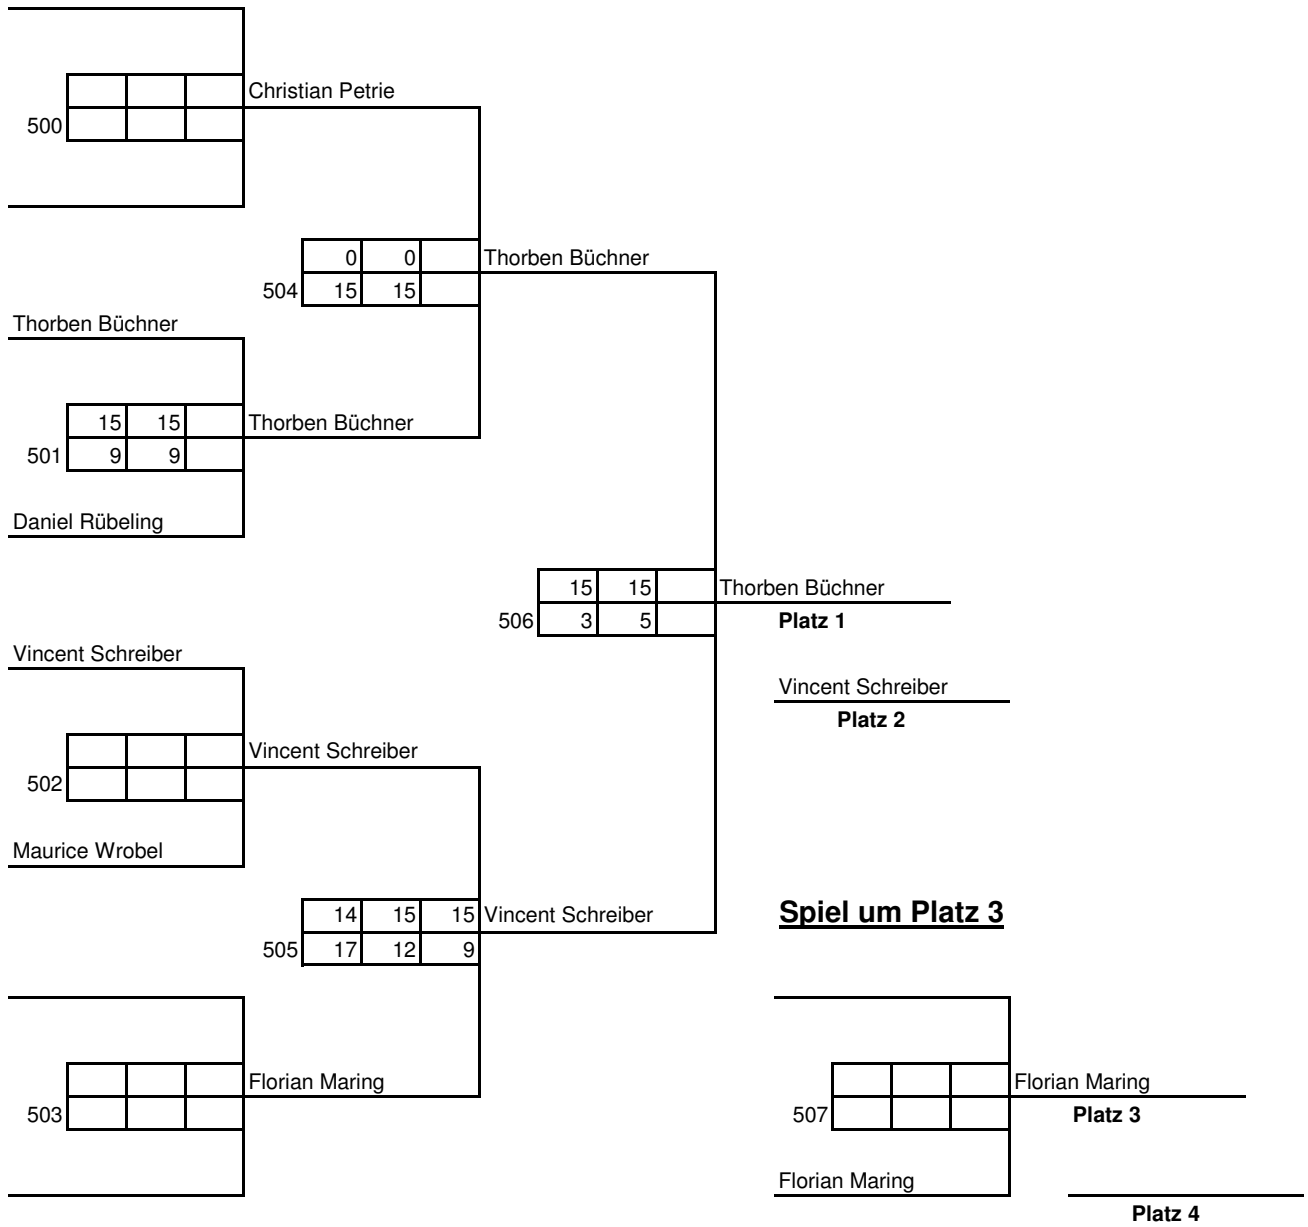 Christian Petrie
500
0 0 Thorben Büchner
504 15 15
Thorben Büchner
15 15 Thorben Büchner
501 9 9
Daniel Rübeling
15 15 Thorben Büchner
506 3 5 Platz 1
Vincent Schreiber
Vincent Schreiber
Platz 2
Vincent Schreiber
502
Maurice Wrobel
14 15 15 Vincent Schreiber
Spiel um Platz 3
505 17 12 9
Florian Maring
Florian Maring
503
507
Platz 3
Florian Maring
Platz 4